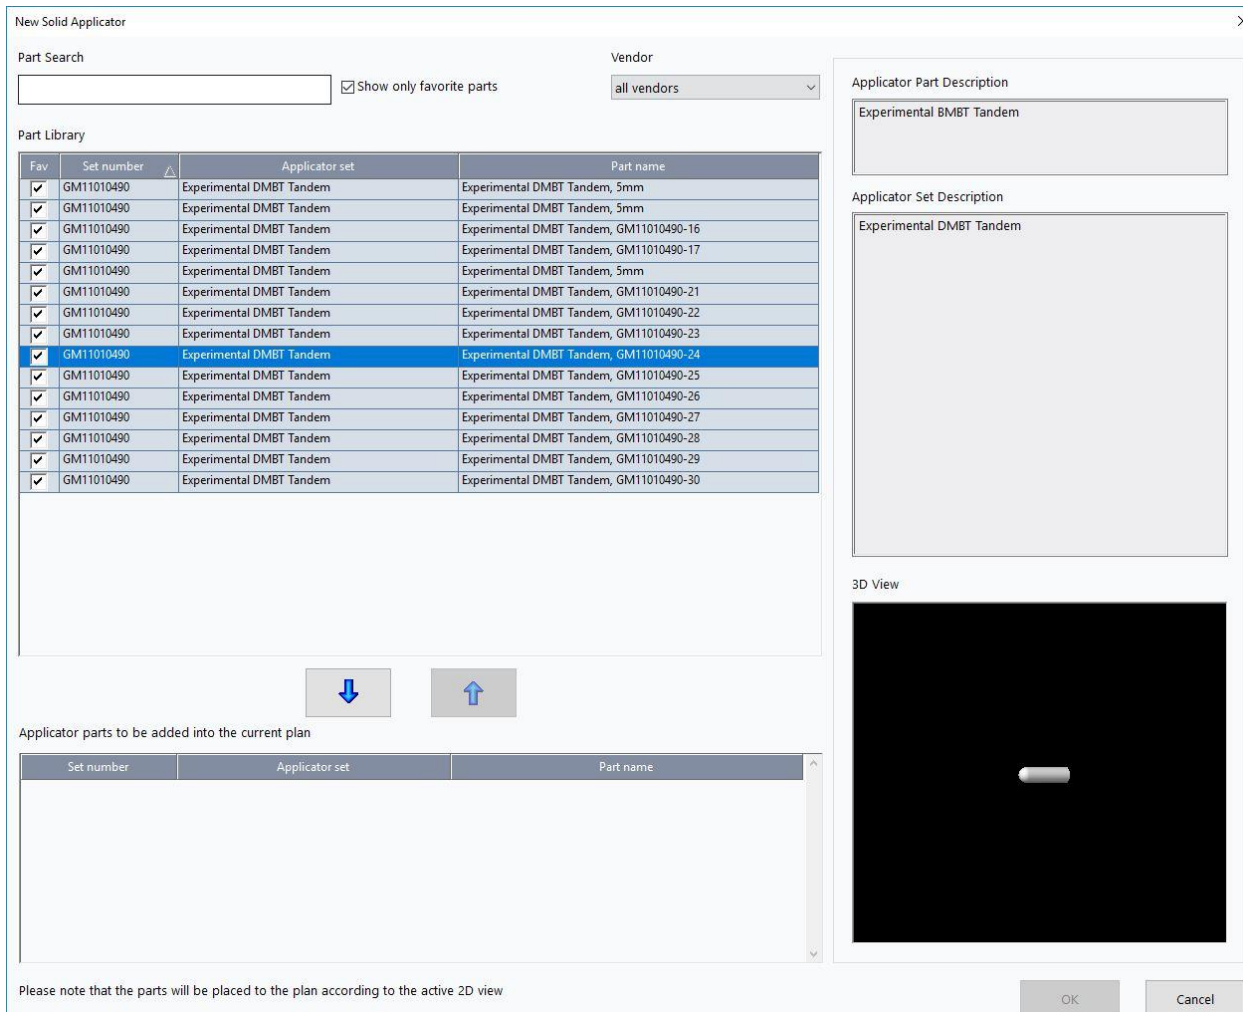 New Solid Applicator
Part Search
Show only favorite parts
Vendor
all vendors
Part Library
Fav Set number Applicator set Part name
GM11010490 Experimental DMBT Tandem Experimental DMBT Tandem, 5mm
GM11010490 Experimental DMBT Tandem Experimental DMBT Tandem, 5mm
GM11010490 Experimental DMBT Tandem Experimental DMBT Tandem, GM11010490-16
GM11010490 Experimental DMBT Tandem Experimental DMBT Tandem, GM11010490-17
GM11010490 Experimental DMBT Tandem Experimental DMBT Tandem, 5mm
GM11010490 Experimental DMBT Tandem Experimental DMBT Tandem, GM11010490-21
GM11010490 Experimental DMBT Tandem Experimental DMBT Tandem, GM11010490-22
GM11010490 Experimental DMBT Tandem Experimental DMBT Tandem, GM11010490-23
GM11010490 Experimental DMBT Tandem Experimental DMBT Tandem, GM11010490-24
GM11010490 Experimental DMBT Tandem Experimental DMBT Tandem, GM11010490-25
GM11010490 Experimental DMBT Tandem Experimental DMBT Tandem, GM11010490-26
GM11010490 Experimental DMBT Tandem Experimental DMBT Tandem, GM11010490-27
GM11010490 Experimental DMBT Tandem Experimental DMBT Tandem, GM11010490-28
GM11010490 Experimental DMBT Tandem Experimental DMBT Tandem, GM11010490-29
GM11010490 Experimental DMBT Tandem Experimental DMBT Tandem, GM11010490-30
Applicator parts to be added into the current plan
Set number Applicator set Part name
Please note that the parts will be placed to the plan according to the active 2D view
Applicator Part Description
Experimental BMBT Tandem
Applicator Set Description
Experimental DMBT Tandem
3D View
OK
Cancel